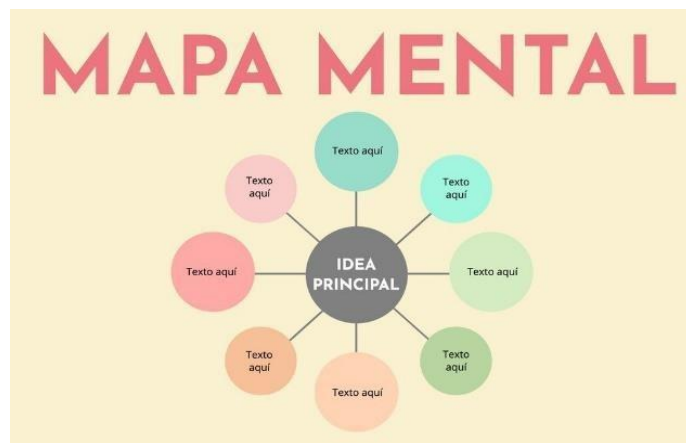 MAPA MENTAL
Texto aquí
Texto
aquí
Texto
aquí
Texto aquí
IDEA
PRINCIPAL
Texto aquí
Texto
aquí
Texto aquí
Texto
aquí